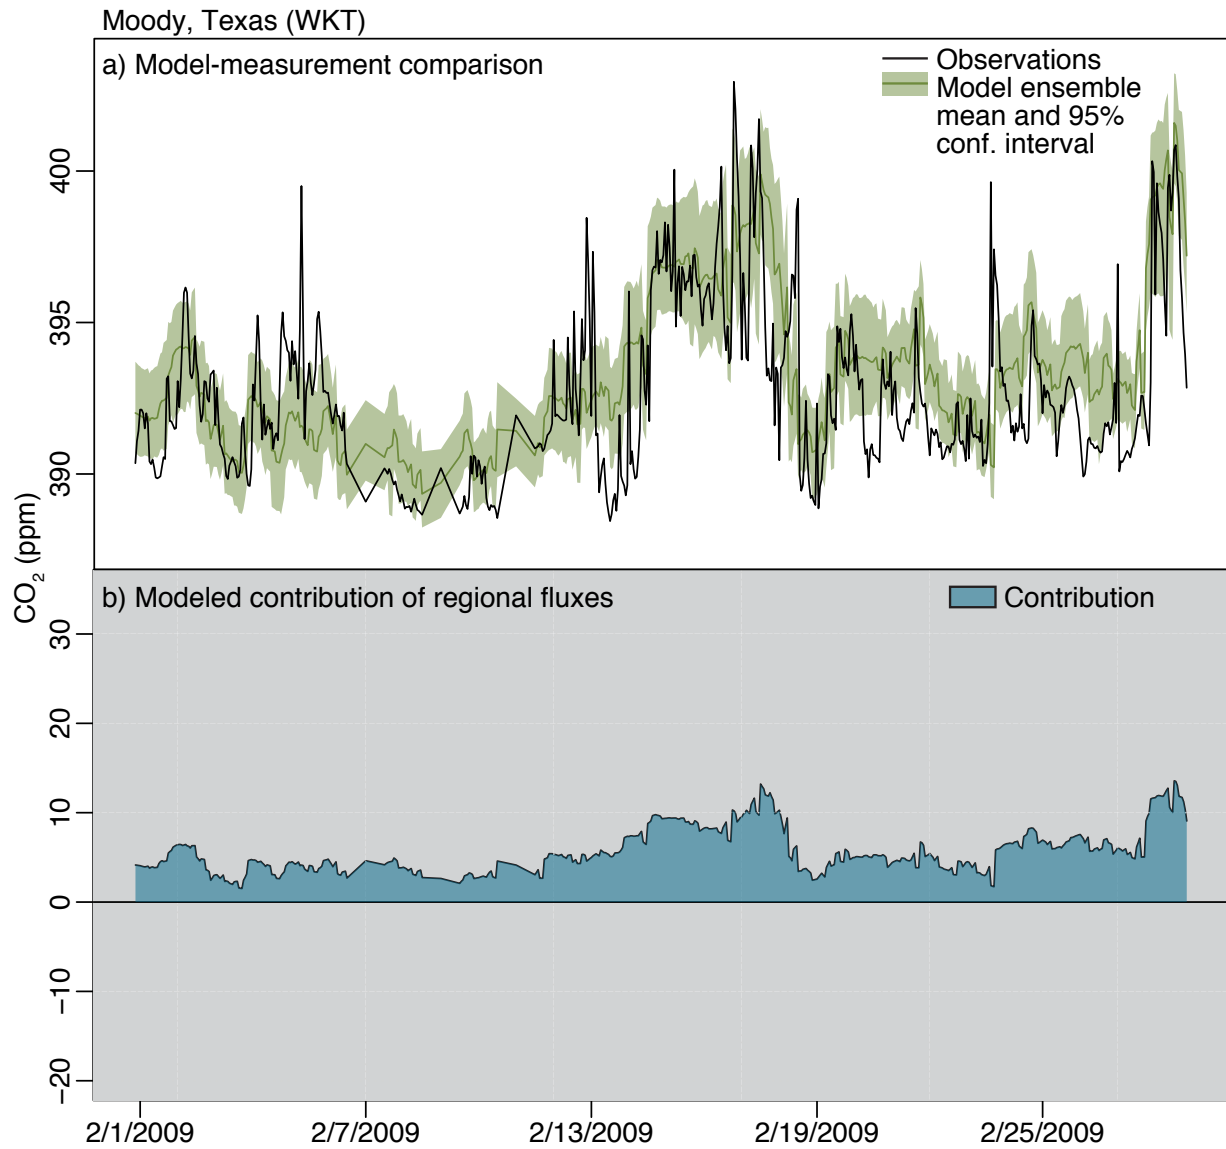 Moody, Texas (WKT)
a) Model-measurement comparison
Observations
Model ensemble
mean and 95%
conf. interval
400
395
390
CO2 (ppm)
b) Modeled contribution of regional fluxes
Contribution
30
20
10
0
−10
−20
2/1/2009
2/7/2009
2/13/2009
2/19/2009
2/25/2009